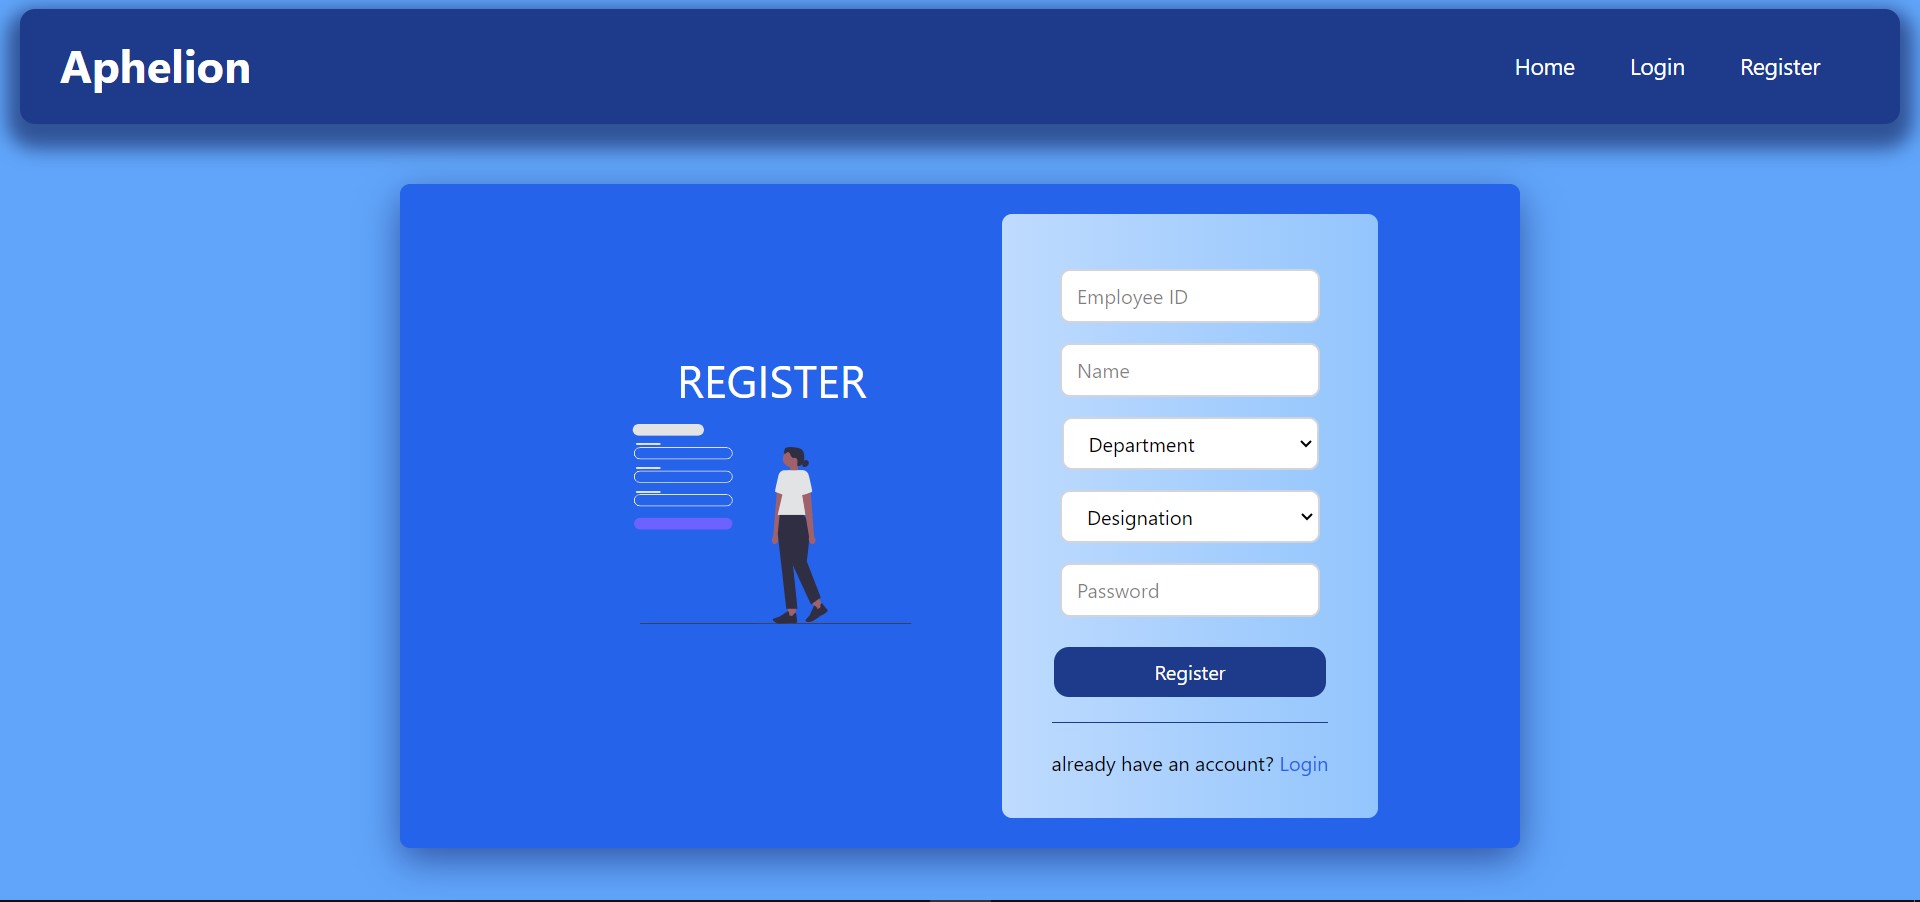 Aphelion
Home Login Register
REGISTER
Employee ID
Name
Department
Designation
Password
Register
already have an account? Login